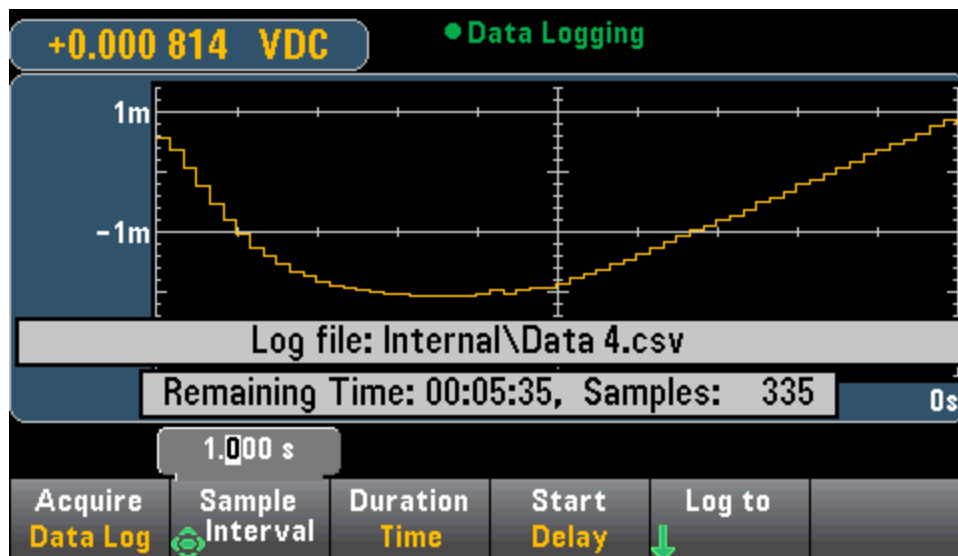 +0.000 814 VDC
Data Logging
1m
-1m
Log file: Internal\Data 4.csv
Remaining Time: 00:05:35, Samples: 335
0s
1.000 s
Acquire
Data Log
Sample
Interval
Duration
Time
Start
Delay
Log to